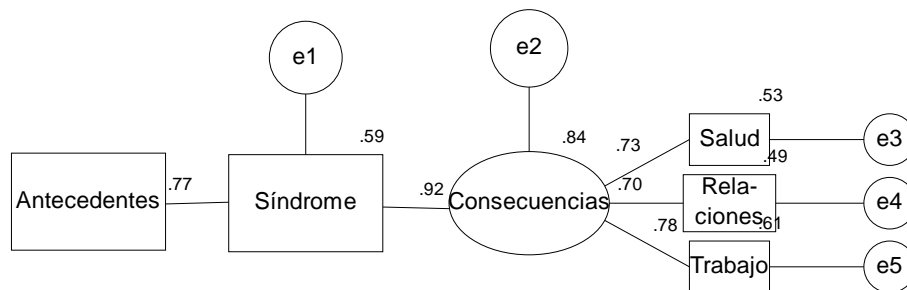 e1
e2
.59
.84
.53
.73
Salud
e3
.49
Antecedentes
.77
Síndrome
.92
Consecuencias
.70
Rela-
ciones
e4
.61
.78
Trabajo
e5